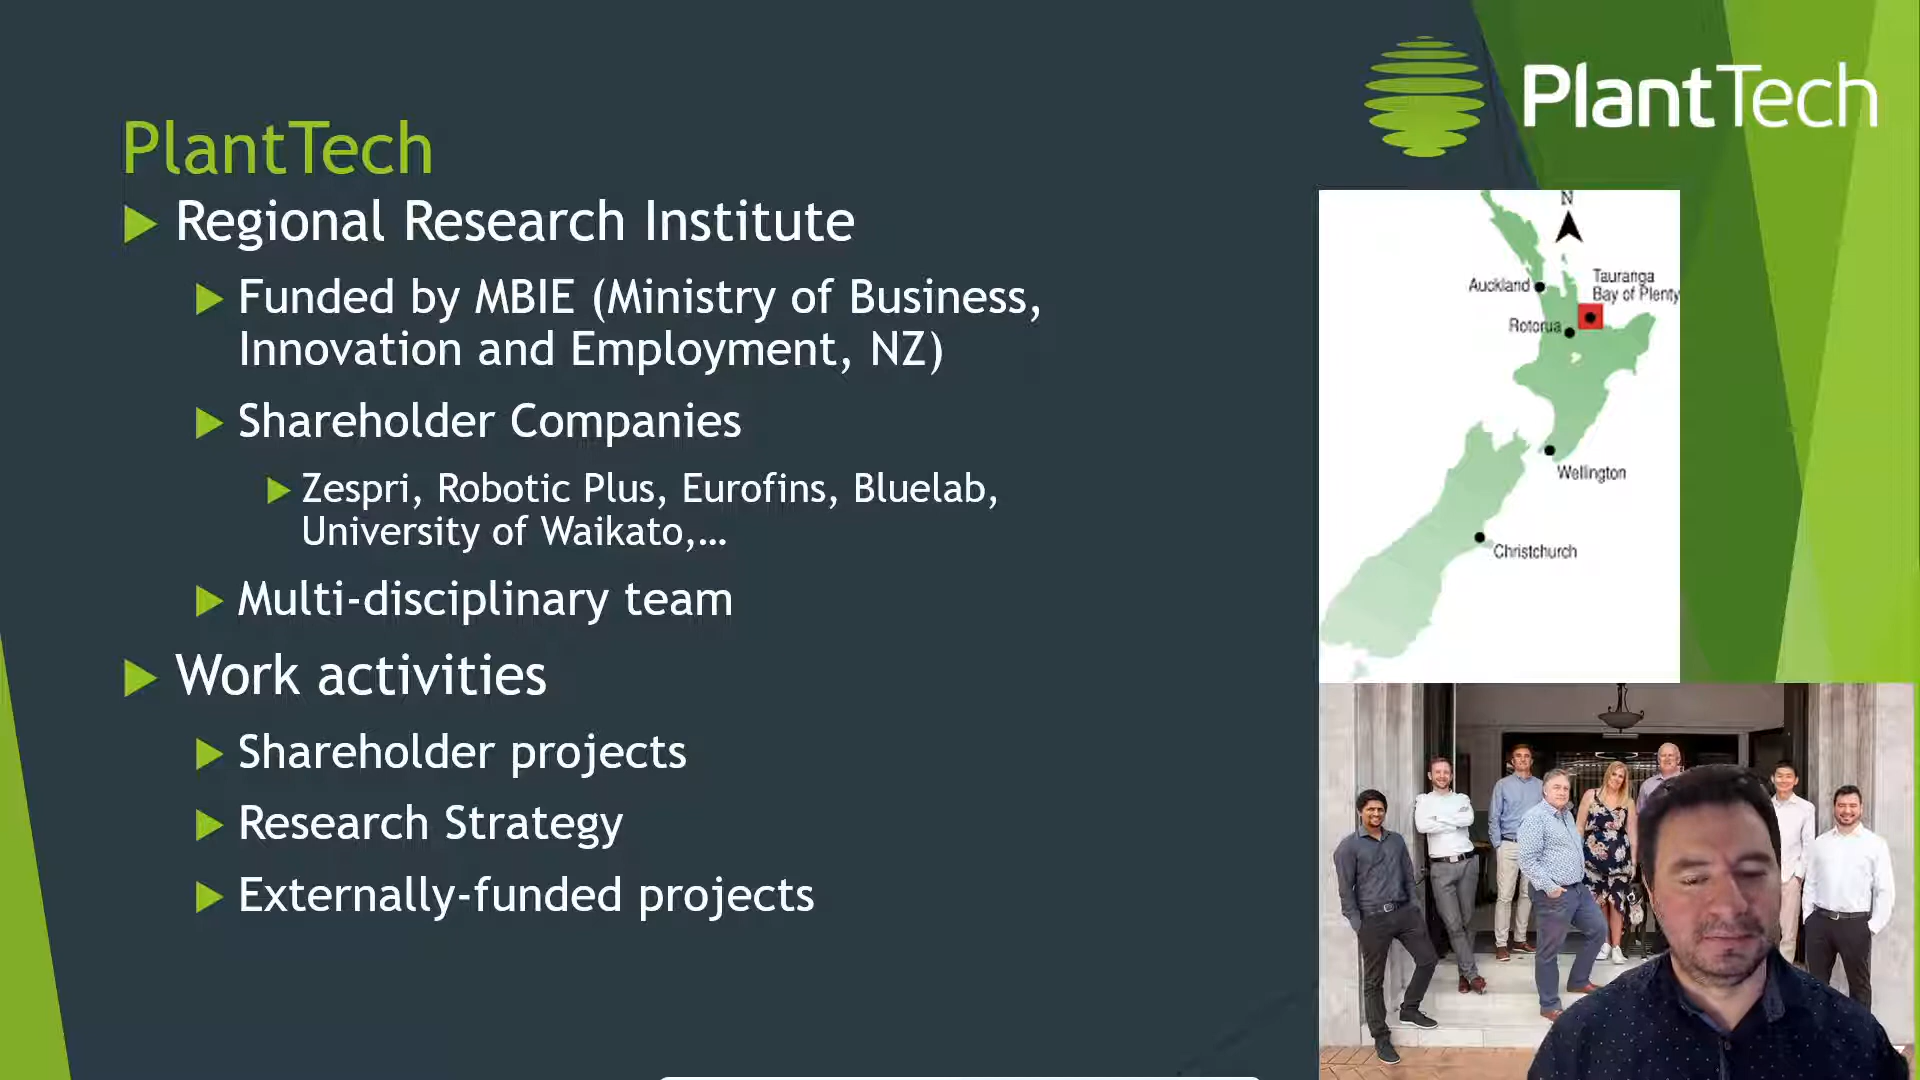 PlantTech
PlantTech
Regional Research Institute
Funded by MBIE (Ministry of Business,
Innovation and Employment, NZ)
Shareholder Companies
Zespri, Robotic Plus, Eurofins, Bluelab,
University of Waikato,...
Multi-disciplinary team
Work activities
Shareholder projects
Research Strategy
Externally-funded projects
N
Auckland
Tauranga
Bay of Plenty
Rotorua
Wellington
Christchurch